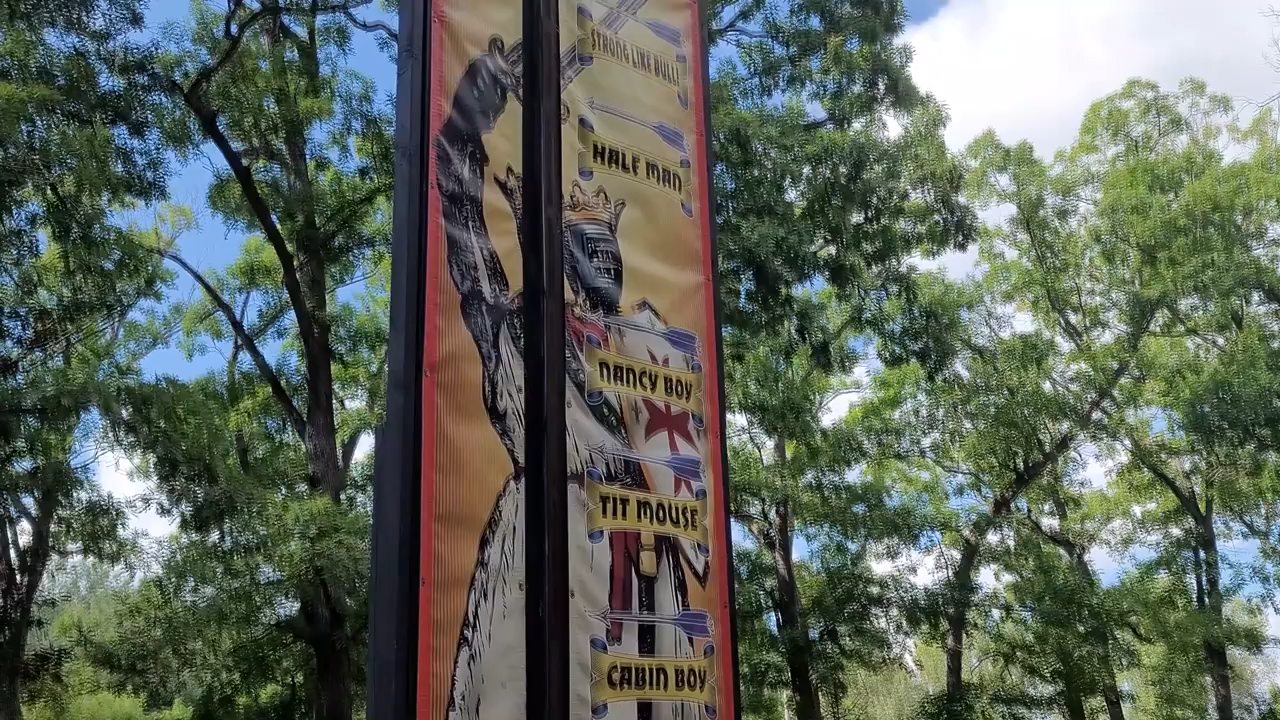 STRONG LIKE BULL!
HALF MAN
NANCY BOY
TIT MOUSE
CABIN BOY